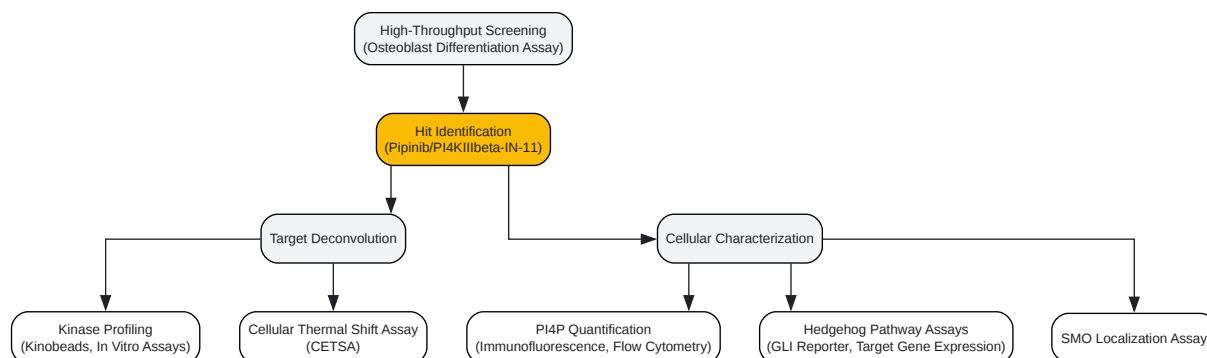 High-Throughput Screening
(Osteoblast Differentiation Assay)
Hit Identification
(Pipinib/PI4KIIIbeta-IN-11)
Target Deconvolution
Cellular Characterization
Kinase Profiling
(Kinobeads, In Vitro Assays)
Cellular Thermal Shift Assay
(CETSA)
PI4P Quantification
(Immunofluorescence, Flow Cytometry)
Hedgehog Pathway Assays
(GLI Reporter, Target Gene Expression)
SMO Localization Assay